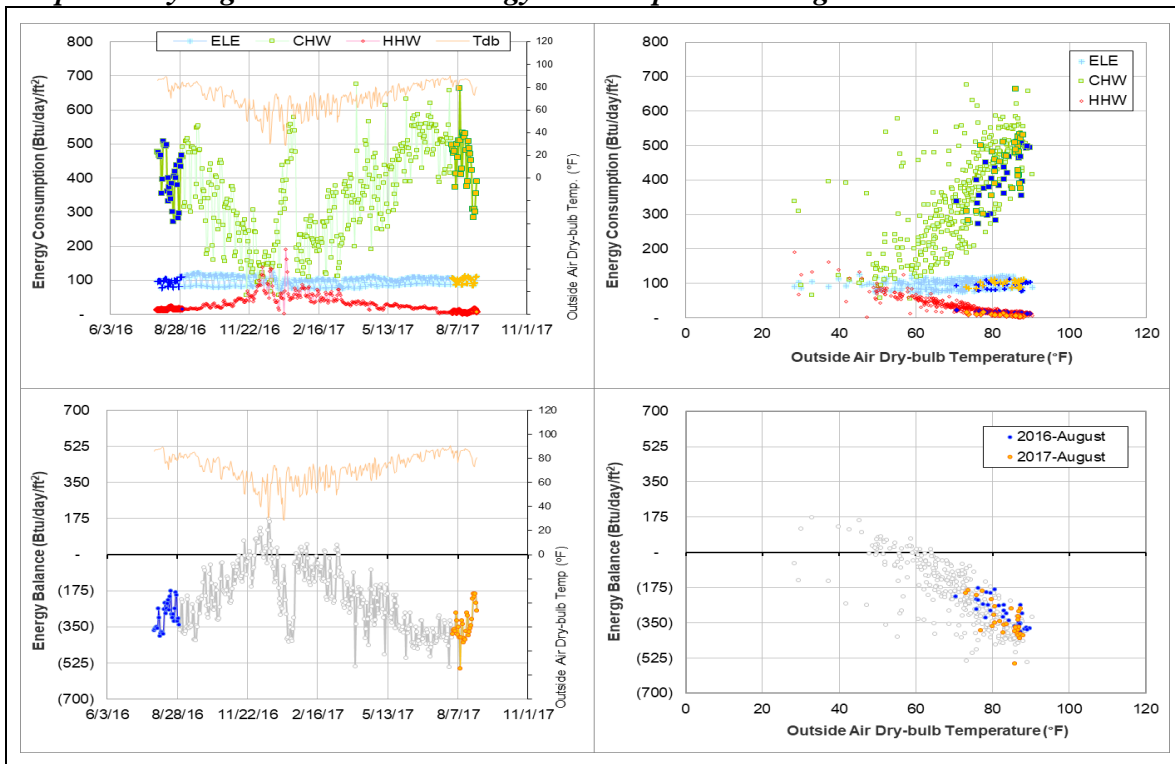 ELE CHW HHW Tdb
Energy Consumption (Btu/day/ft²)
800
700
600
500
400
300
200
100
-
120
100
80
60
40
20
0
Outside Air Dry-bulb Temp. (°F)
6/3/16 8/28/16 11/22/16 2/16/17 5/13/17 8/7/17 11/1/17
Energy Consumption (Btu/day/ft²)
800
700
600
500
400
300
200
100
-
ELE
CHW
HHW
0 20 40 60 80 100 120
Outside Air Dry-bulb Temperature (°F)
Energy Balance (Btu/day/ft²)
700
525
350
175
-
(175)
(350)
(525)
(700)
120
100
80
60
40
20
0
Outside Air Dry-bulb Temp (°F)
6/3/16 8/28/16 11/22/16 2/16/17 5/13/17 8/7/17 11/1/17
Energy Balance (Btu/day/ft²)
700
525
350
175
-
(175)
(350)
(525)
(700)
2016-August
2017-August
0 20 40 60 80 100 120
Outside Air Dry-bulb Temperature (°F)